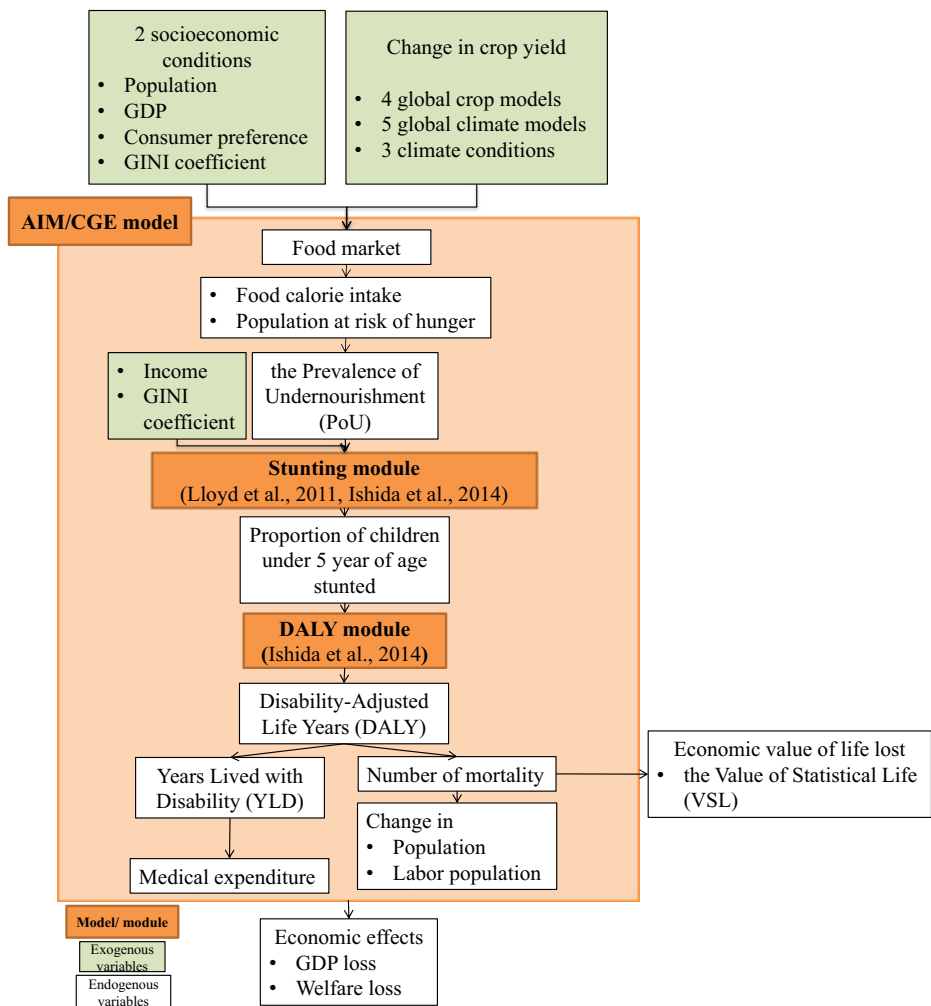 2 socioeconomic
conditions
• Population
• GDP
• Consumer preference
• GINI coefficient
Change in crop yield
• 4 global crop models
• 5 global climate models
• 3 climate conditions
AIM/CGE model
Food market
• Food calorie intake
• Population at risk of hunger
• Income
• GINI
coefficient
the Prevalence of
Undernourishment
(PoU)
Stunting module
(Lloyd et al., 2011, Ishida et al., 2014)
Proportion of children
under 5 year of age
stunted
DALY module
(Ishida et al., 2014)
Disability-Adjusted
Life Years (DALY)
Years Lived with
Disability (YLD)
Number of mortality
Economic value of life lost
• the Value of Statistical Life
(VSL)
Change in
• Population
• Labor population
Medical expenditure
Model/ module
Exogenous
variables
Endogenous
variables
Economic effects
• GDP loss
• Welfare loss